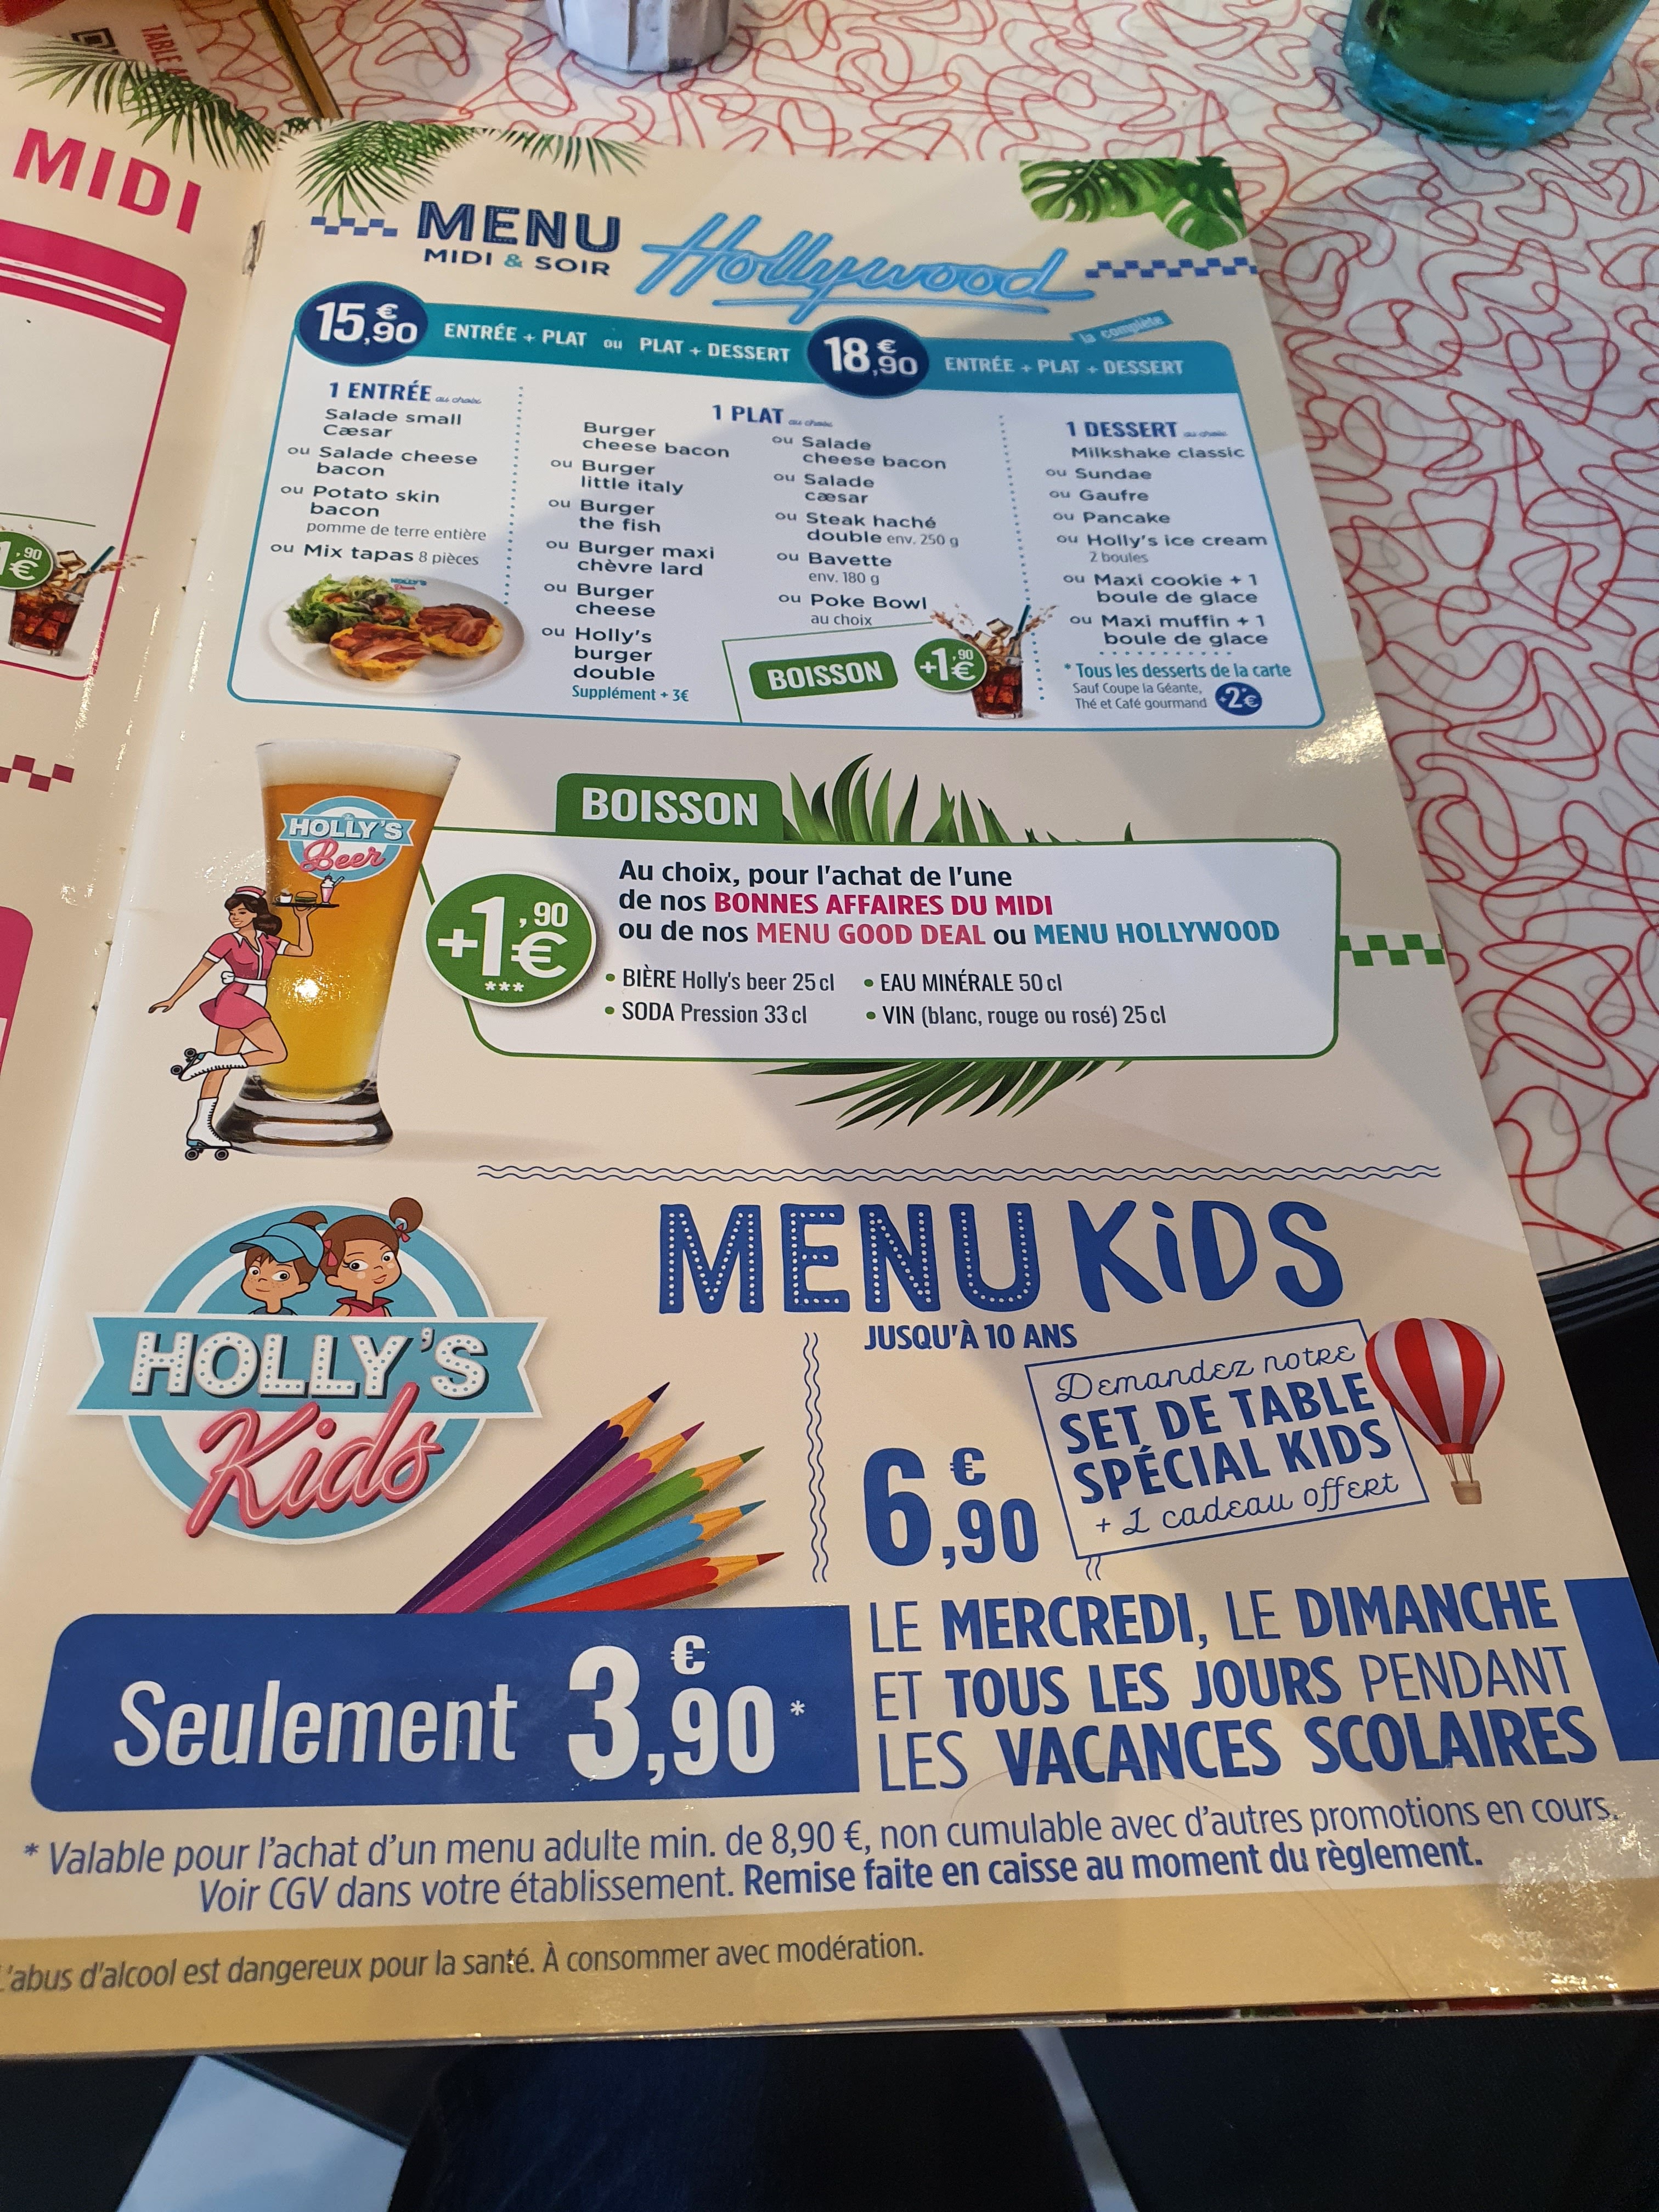 TABLE
MIDI
1,90 €
MENU
MIDI & SOIR
Hollywood
15,90 €
ENTRÉE + PLAT ou PLAT + DESSERT
18,90 €
la complète
ENTRÉE + PLAT + DESSERT
1 ENTRÉE au choix
Salade small
Cæsar
ou Salade cheese
bacon
ou Potato skin
bacon
pomme de terre entière
ou Mix tapas 8 pièces
HOLLY'S
1 PLAT au choix
Burger
cheese bacon
ou Burger
little italy
ou Burger
the fish
ou Burger maxi
chèvre lard
ou Burger
cheese
ou Holly's
burger
double
Supplément + 3€
ou Salade
cheese bacon
ou Salade
cæsar
ou Steak haché
double env. 250 g
ou Bavette
env. 180 g
ou Poke Bowl
au choix
BOISSON +1,90 €
1 DESSERT au choix
Milkshake classic
ou Sundae
ou Gaufre
ou Pancake
ou Holly's ice cream
2 boules
ou Maxi cookie + 1
boule de glace
ou Maxi muffin + 1
boule de glace
* Tous les desserts de la carte
Sauf Coupe la Géante,
Thé et Café gourmand +2€
HOLLY'S
Beer
BOISSON
+1,90 €
***
Au choix, pour l'achat de l'une
de nos BONNES AFFAIRES DU MIDI
ou de nos MENU GOOD DEAL ou MENU HOLLYWOOD
• BIÈRE Holly's beer 25 cl • EAU MINÉRALE 50 cl
• SODA Pression 33 cl • VIN (blanc, rouge ou rosé) 25 cl
HOLLY'S
Kids
MENU KiDS
JUSQU'À 10 ANS
6,90 €
Demandez notre
SET DE TABLE
SPÉCIAL KIDS
+ 1 cadeau offert
Seulement 3,90 € *
LE MERCREDI, LE DIMANCHE
ET TOUS LES JOURS PENDANT
LES VACANCES SCOLAIRES
* Valable pour l'achat d'un menu adulte min. de 8,90 €, non cumulable avec d'autres promotions en cours.
Voir CGV dans votre établissement. Remise faite en caisse au moment du règlement.
L'abus d'alcool est dangereux pour la santé. À consommer avec modération.